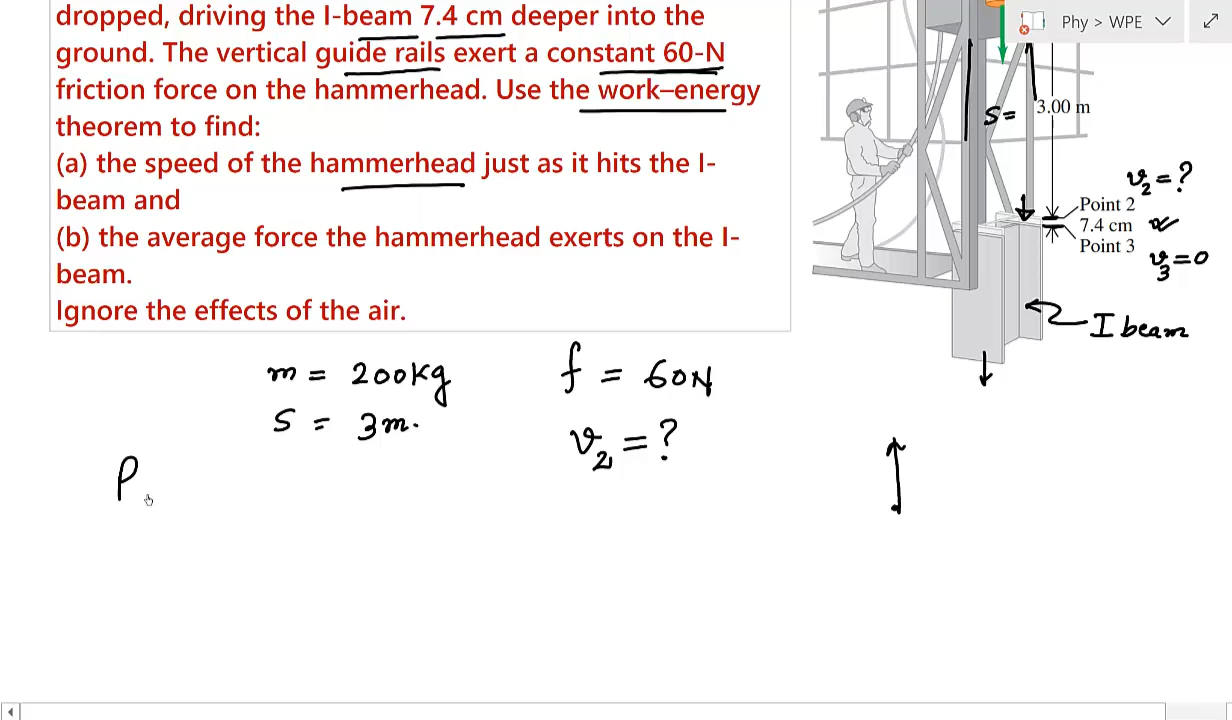 dropped, driving the I-beam 7.4 cm deeper into the
ground. The vertical guide rails exert a constant 60-N
friction force on the hammerhead. Use the work–energy
theorem to find:
(a) the speed of the hammerhead just as it hits the I-
beam and
(b) the average force the hammerhead exerts on the I-
beam.
Ignore the effects of the air.
Phy > WPE
S =
3.00 m
v₂ = ?
Point 2
7.4 cm
Point 3
v₃ = 0
I beam
m = 200kg
f = 60N
S = 3m.
v₂ = ?
P